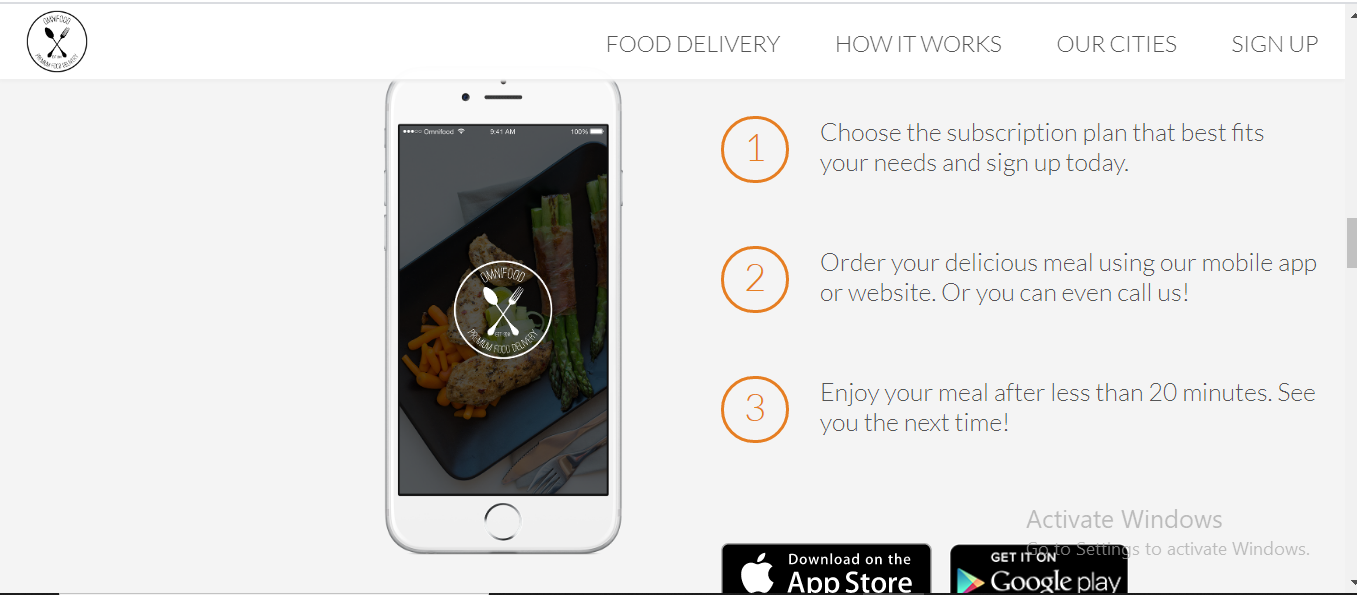 OMNIFOOD
PREMIUM FOOD DELIVERY
FOOD DELIVERY
HOW IT WORKS
OUR CITIES
SIGN UP
Omnifood
9:41 AM
100%
OMNIFOOD
PREMIUM FOOD DELIVERY
1
Choose the subscription plan that best fits
your needs and sign up today.
2
Order your delicious meal using our mobile app
or website. Or you can even call us!
3
Enjoy your meal after less than 20 minutes. See
you the next time!
Activate Windows
Go to Settings to activate Windows.
Download on the
App Store
GET IT ON
Google play